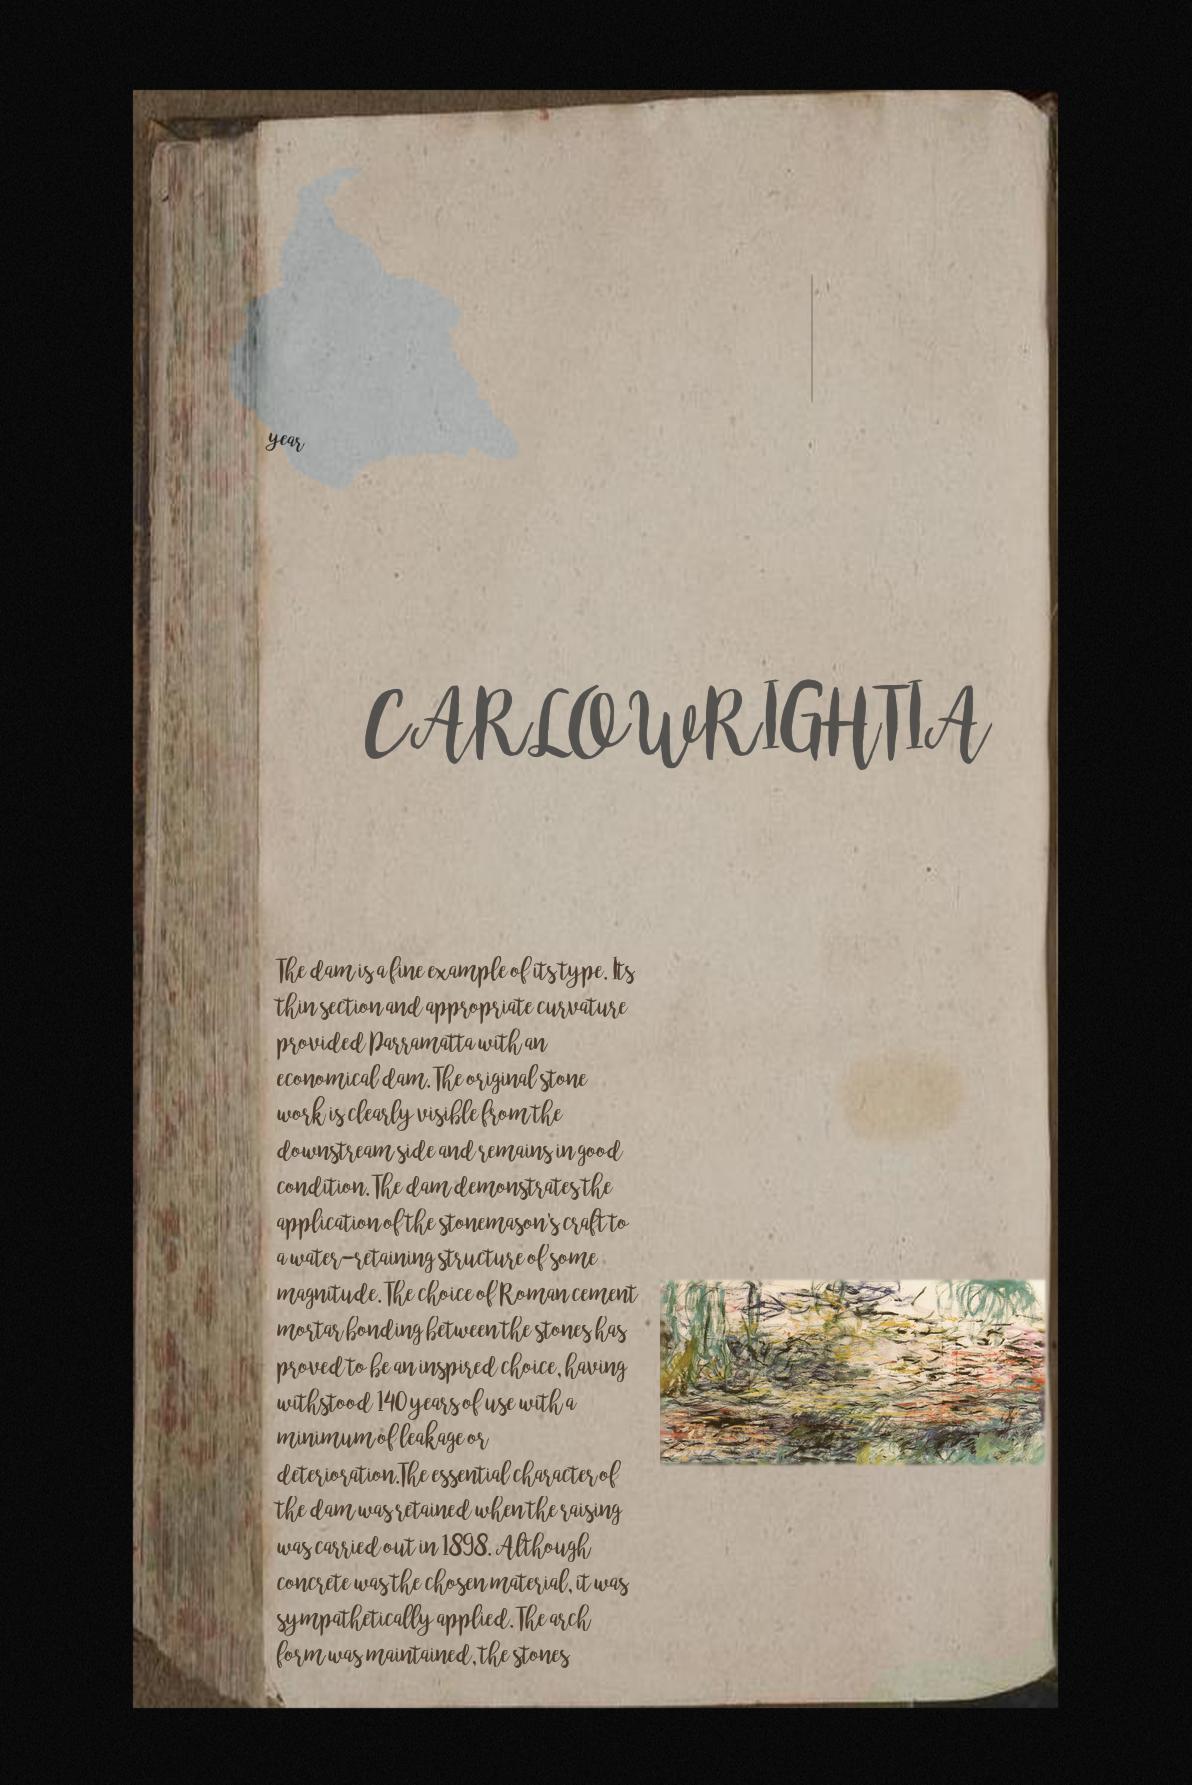 year
CARLOWRIGHTIA
The dam is a fine example of its type. Its
thin section and appropriate curvature
provided Parramatta with an
economical dam. The original stone
work is clearly visible from the
downstream side and remains in good
condition. The dam demonstrates the
application of the stonemason's craft to
a water-retaining structure of some
magnitude. The choice of Roman cement
mortar bonding between the stones has
proved to be an inspired choice, having
withstood 140 years of use with a
minimum of leakage or
deterioration.The essential character of
the dam was retained when the raising
was carried out in 1898. Although
concrete was the chosen material, it was
sympathetically applied. The arch
form was maintained, the stones